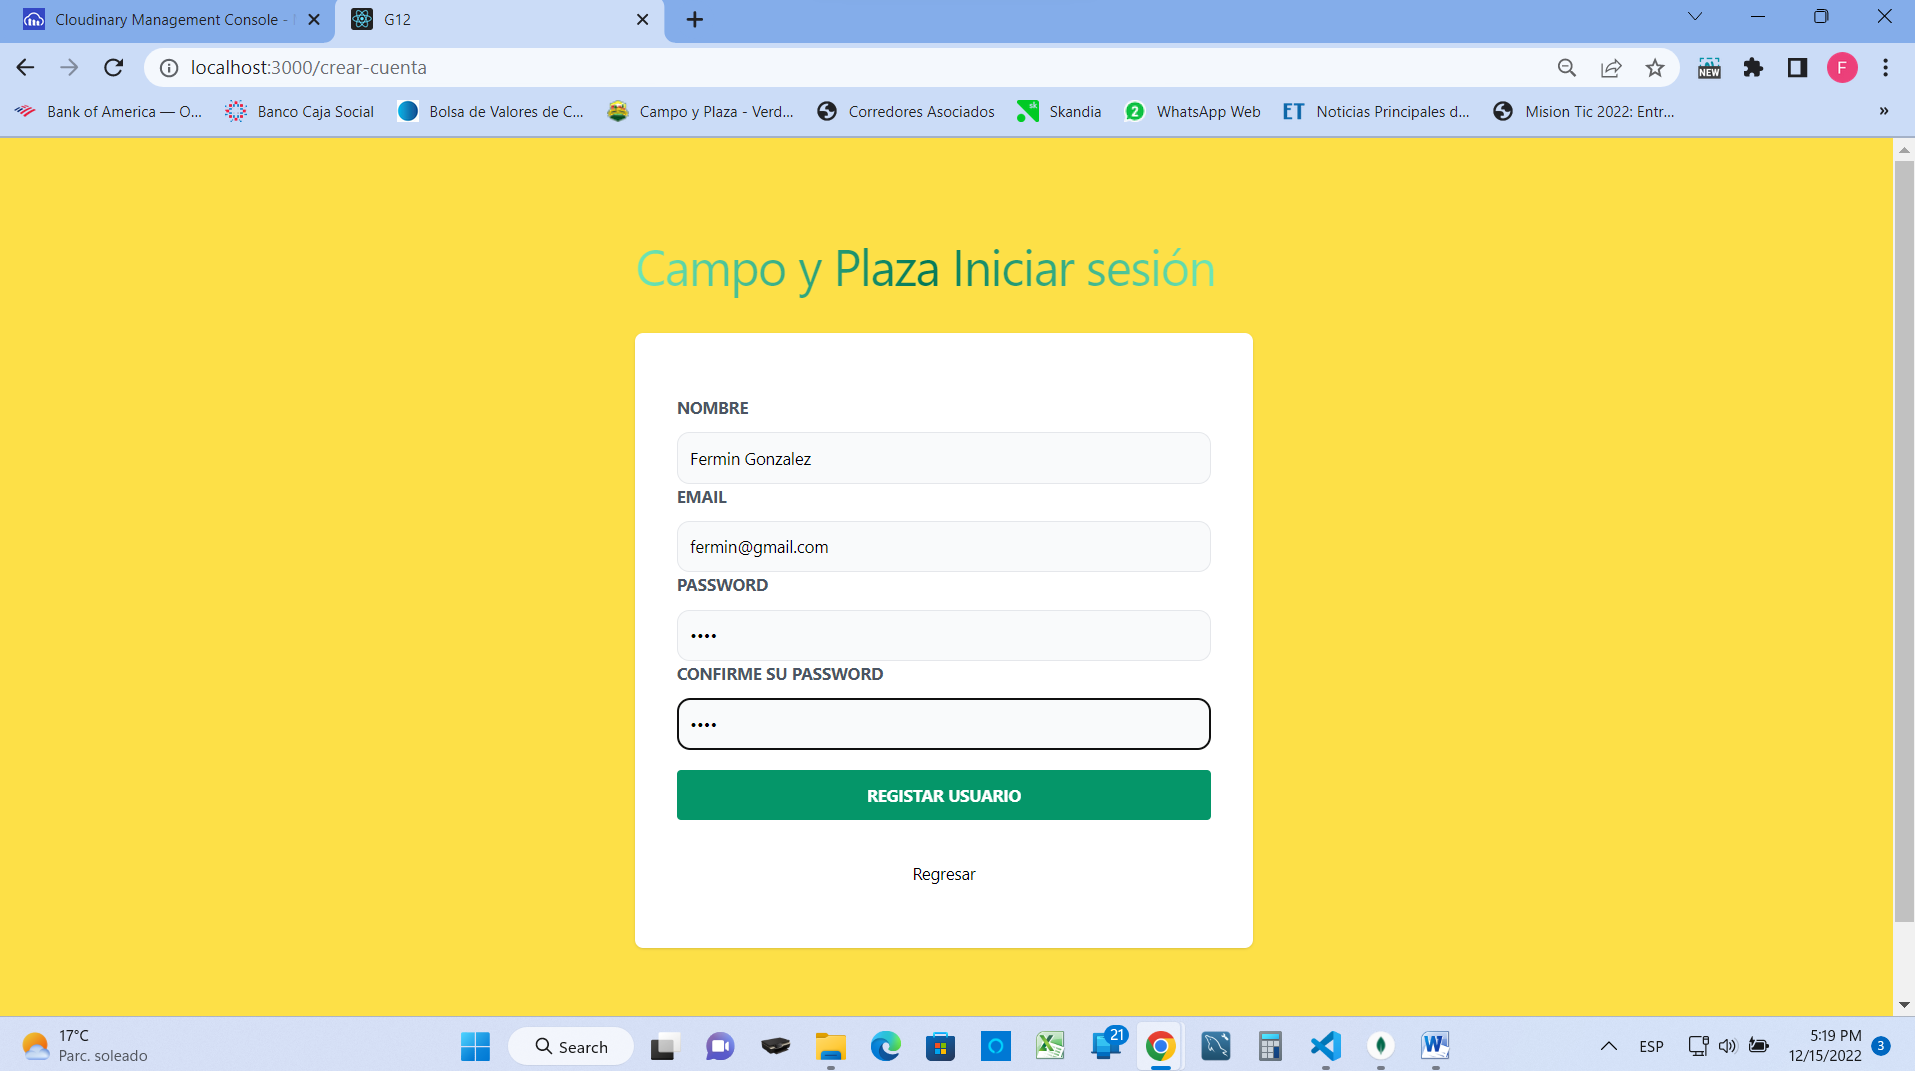 Cloudinary Management Console -
G12
localhost:3000/crear-cuenta
NEW
F
Bank of America — O...
Banco Caja Social
Bolsa de Valores de C...
Campo y Plaza - Verd...
Corredores Asociados
sk
Skandia
2
WhatsApp Web
ET
Noticias Principales d...
Mision Tic 2022: Entr...
»
Campo y Plaza Iniciar sesión
NOMBRE
Fermin Gonzalez
EMAIL
fermin@gmail.com
PASSWORD
••••
CONFIRME SU PASSWORD
••••
REGISTAR USUARIO
Regresar
17°C
Parc. soleado
Search
21
ESP
5:19 PM
12/15/2022
3